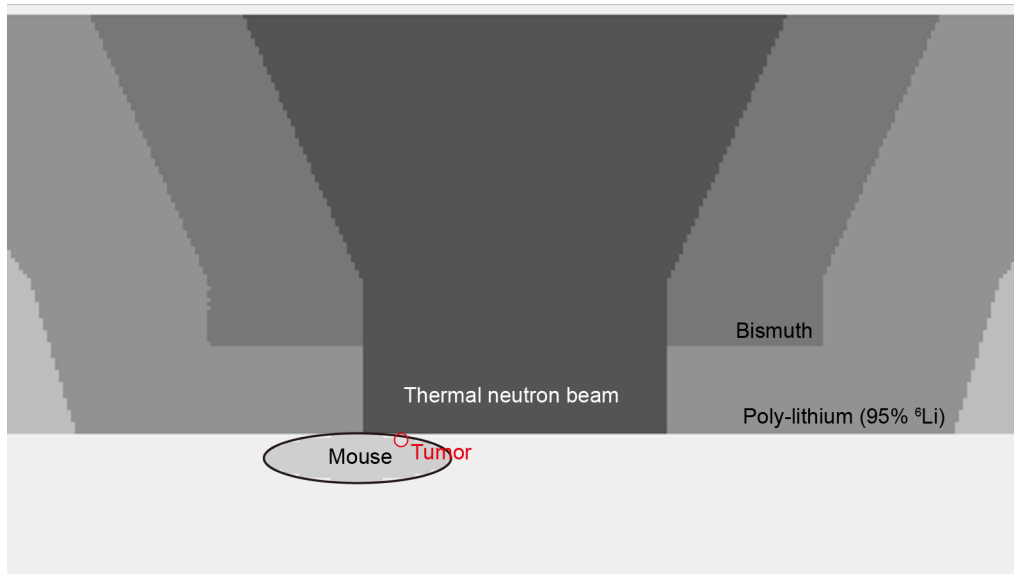 Bismuth
Thermal neutron beam
Poly-lithium (95% ⁶Li)
Mouse
Tumor